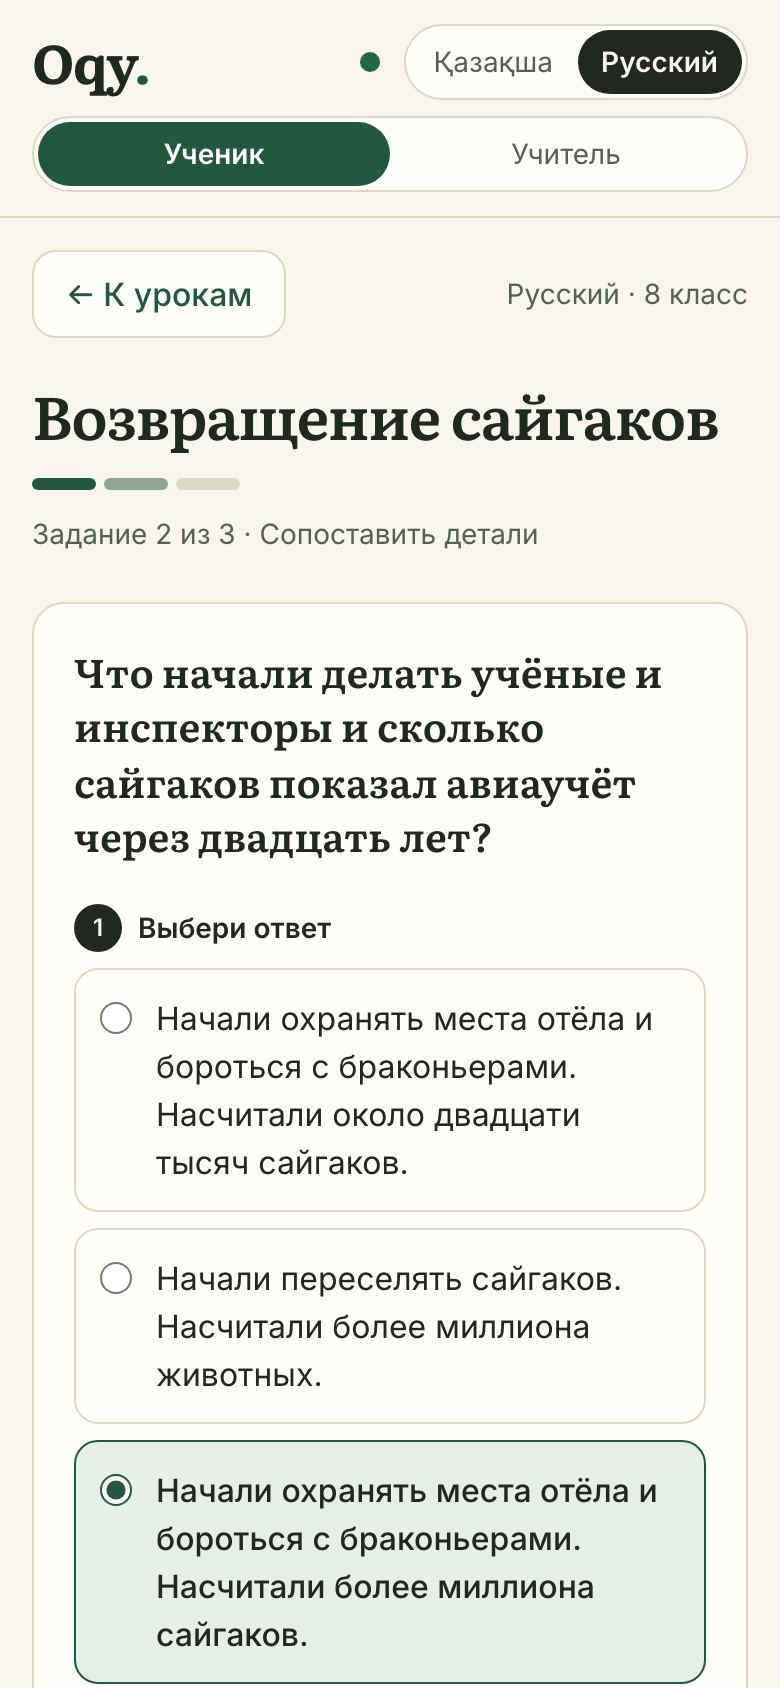 Oqy.
Қазақша
Русский
Ученик
Учитель
← К урокам
Русский · 8 класс
Возвращение сайгаков
Задание 2 из 3 · Сопоставить детали
Что начали делать учёные и
инспекторы и сколько
сайгаков показал авиаучёт
через двадцать лет?
1 Выбери ответ
Начали охранять места отёла и
бороться с браконьерами.
Насчитали около двадцати
тысяч сайгаков.
Начали переселять сайгаков.
Насчитали более миллиона
животных.
Начали охранять места отёла и
бороться с браконьерами.
Насчитали более миллиона
сайгаков.